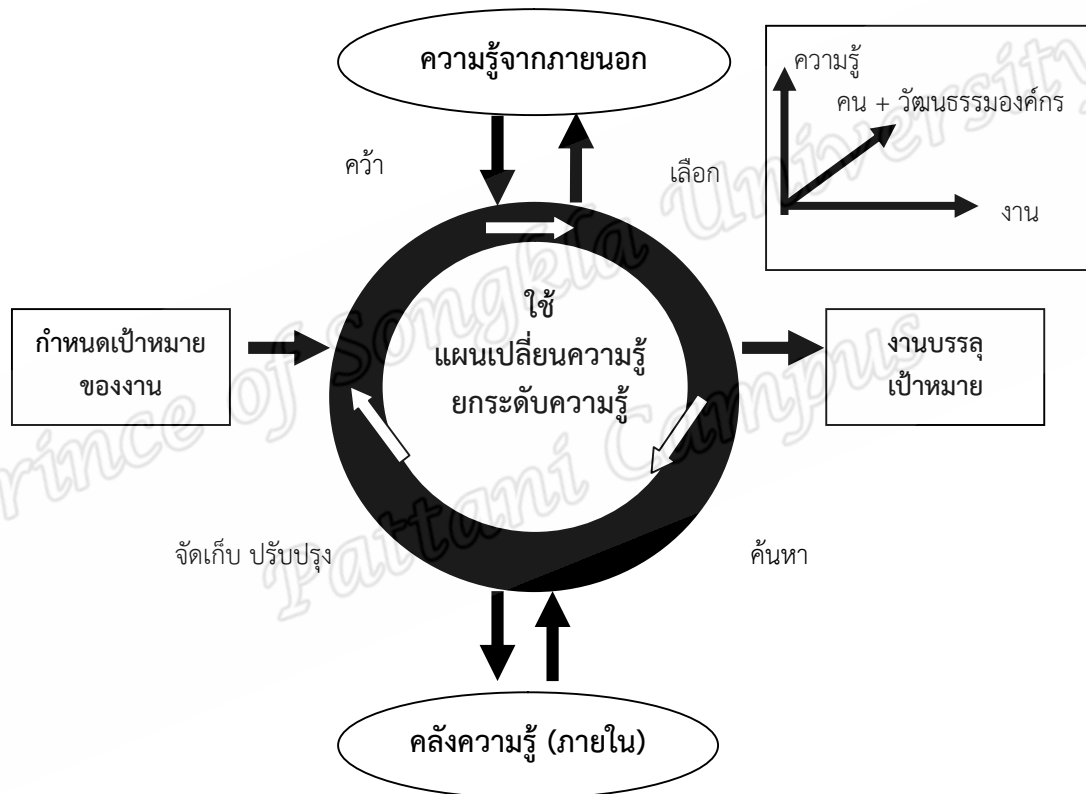 ความรู้จากภายนอก
ความรู้
คน + วัฒนธรรมองค์กร
งาน
คว้า
เลือก
กำหนดเป้าหมาย
ของงาน
ใช้
แผนเปลี่ยนความรู้
ยกระดับความรู้
งานบรรลุ
เป้าหมาย
จัดเก็บ ปรับปรุง
ค้นหา
คลังความรู้ (ภายใน)
Prince of Songkla University
Pattani Campus